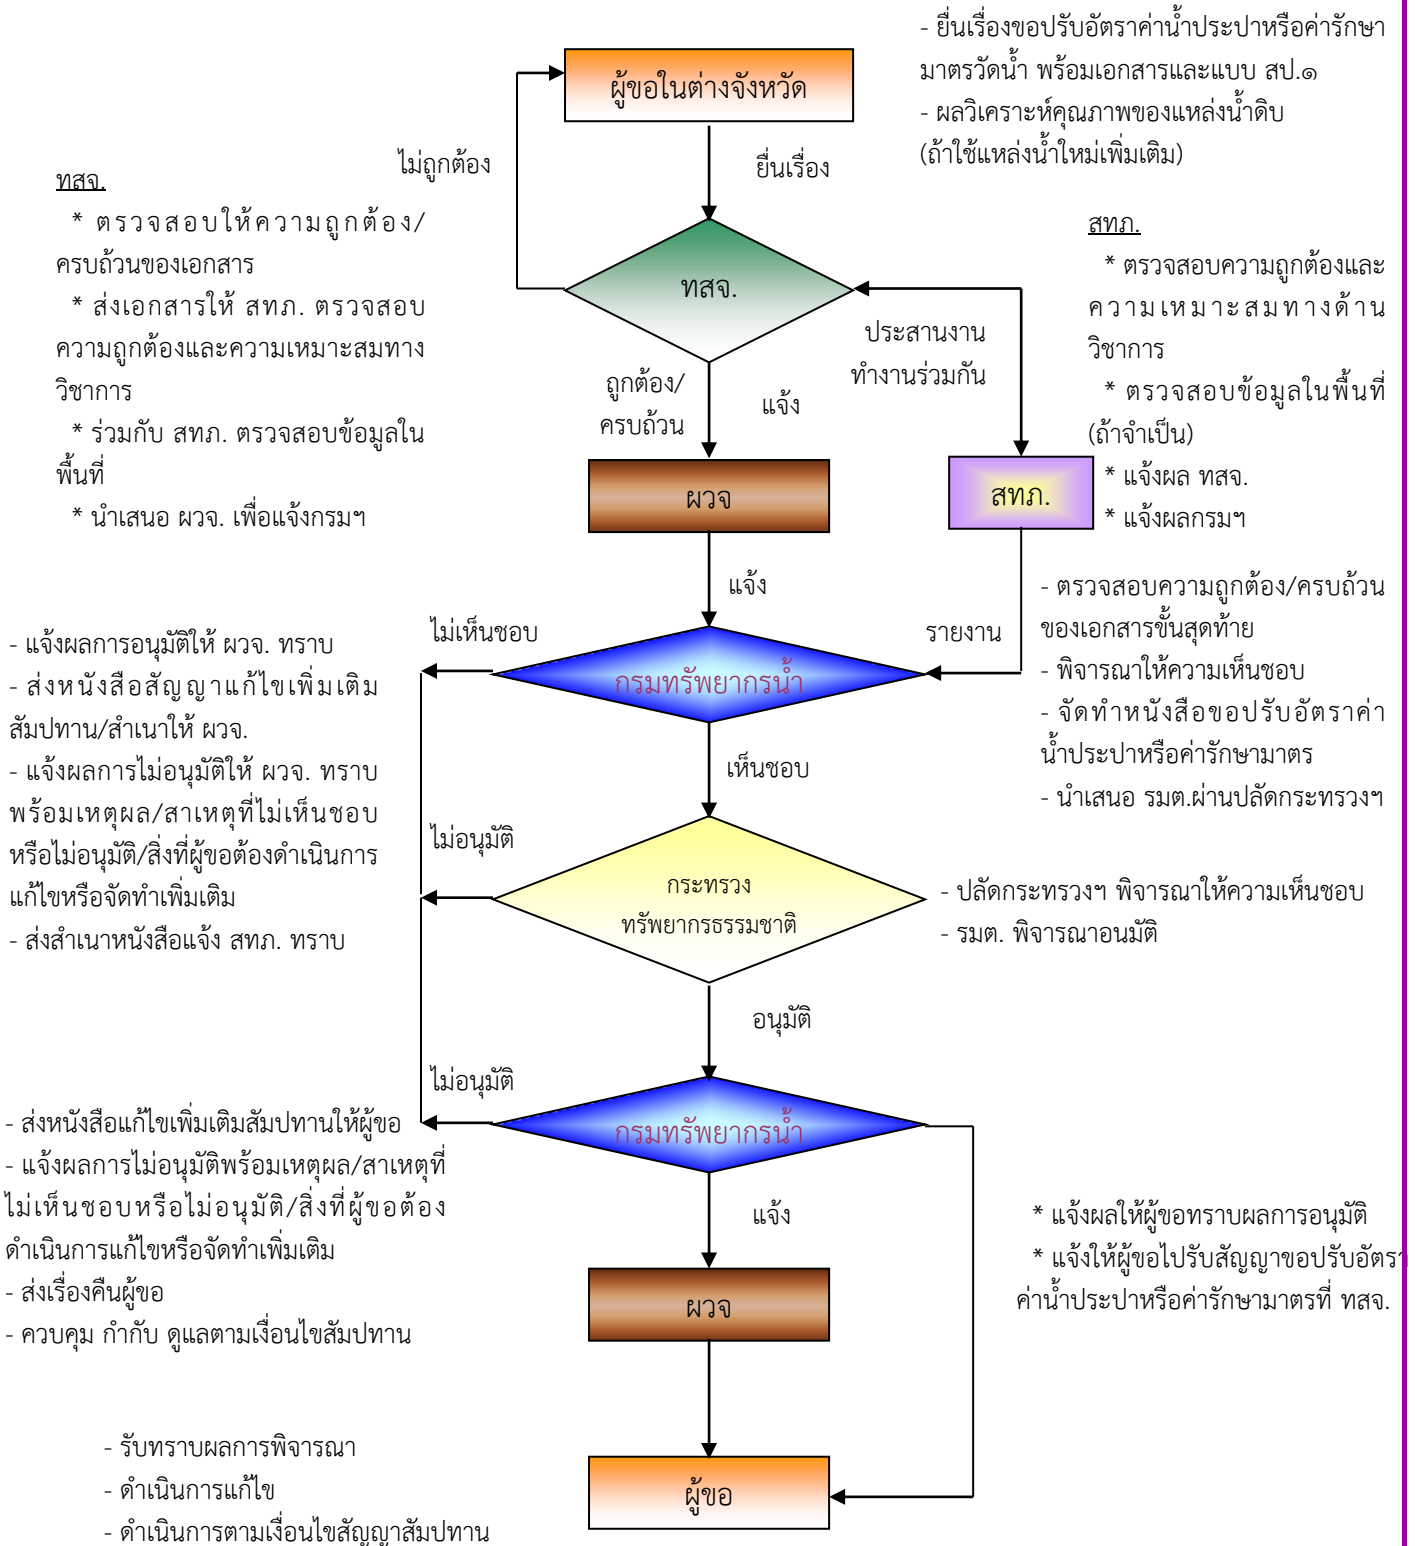 - ยื่นเรื่องขอปรับอัตราค่าน้ำประปาหรือค่ารักษา
มาตรวัดน้ำ พร้อมเอกสารและแบบ สป.๑
- ผลวิเคราะห์คุณภาพของแหล่งน้ำดิบ
(ถ้าใช้แหล่งน้ำใหม่เพิ่มเติม)
ผู้ขอในต่างจังหวัด
ไม่ถูกต้อง
ยื่นเรื่อง
ทสจ.
* ตรวจสอบให้ความถูกต้อง/
ครบถ้วนของเอกสาร
* ส่งเอกสารให้ สทภ. ตรวจสอบ
ความถูกต้องและความเหมาะสมทาง
วิชาการ
* ร่วมกับ สทภ. ตรวจสอบข้อมูลใน
พื้นที่
* นำเสนอ ผวจ. เพื่อแจ้งกรมฯ
ทสจ.
ประสานงาน
ทำงานร่วมกัน
สทภ.
* ตรวจสอบความถูกต้องและ
ความเหมาะสมทางด้าน
วิชาการ
* ตรวจสอบข้อมูลในพื้นที่
(ถ้าจำเป็น)
* แจ้งผล ทสจ.
* แจ้งผลกรมฯ
ถูกต้อง/
ครบถ้วน
แจ้ง
ผวจ
สทภ.
แจ้ง
ไม่เห็นชอบ
รายงาน
- ตรวจสอบความถูกต้อง/ครบถ้วน
ของเอกสารขั้นสุดท้าย
- พิจารณาให้ความเห็นชอบ
- จัดทำหนังสือขอปรับอัตราค่า
น้ำประปาหรือค่ารักษามาตร
- นำเสนอ รมต.ผ่านปลัดกระทรวงฯ
กรมทรัพยากรน้ำ
- แจ้งผลการอนุมัติให้ ผวจ. ทราบ
- ส่งหนังสือสัญญาแก้ไขเพิ่มเติม
สัมปทาน/สำเนาให้ ผวจ.
- แจ้งผลการไม่อนุมัติให้ ผวจ. ทราบ
พร้อมเหตุผล/สาเหตุที่ไม่เห็นชอบ
หรือไม่อนุมัติ/สิ่งที่ผู้ขอต้องดำเนินการ
แก้ไขหรือจัดทำเพิ่มเติม
- ส่งสำเนาหนังสือแจ้ง สทภ. ทราบ
เห็นชอบ
ไม่อนุมัติ
กระทรวง
ทรัพยากรธรรมชาติ
- ปลัดกระทรวงฯ พิจารณาให้ความเห็นชอบ
- รมต. พิจารณาอนมัติ
อนุมัติ
ไม่อนุมัติ
กรมทรัพยากรน้ำ
- ส่งหนังสือแก้ไขเพิ่มเติมสัมปทานให้ผู้ขอ
- แจ้งผลการไม่อนุมัติพร้อมเหตุผล/สาเหตุที่
ไม่เห็นชอบหรือไม่อนุมัติ/สิ่งที่ผู้ขอต้อง
ดำเนินการแก้ไขหรือจัดทำเพิ่มเติม
- ส่งเรื่องคืนผู้ขอ
- ควบคุม กำกับ ดูแลตามเงื่อนไขสัมปทาน
แจ้ง
* แจ้งผลให้ผู้ขอทราบผลการอนุมัติ
* แจ้งให้ผู้ขอไปรับสัญญาขอปรับอัตรา
ค่าน้ำประปาหรือค่ารักษามาตรที่ ทสจ.
ผวจ
- รับทราบผลการพิจารณา
- ดำเนินการแก้ไข
- ดำเนินการตามเงื่อนไขสัญญาสัมปทาน
ผู้ขอ